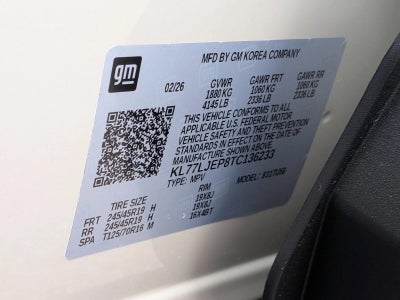 gm
MFD BY GM KOREA COMPANY
02/26 GVWR GAWR FRT GAWR RR
1880 KG 1060 KG 1060 KG
4145 LB 2336 LB 2336 LB
THIS VEHICLE CONFORMS TO ALL
APPLICABLE U.S. FEDERAL MOTOR
VEHICLE SAFETY AND THEFT PREVENTION
STANDARDS IN EFFECT ON THE DATE OF
MANUFACTURE SHOWN ABOVE.
KL77LJEP8TC136233
TYPE: MPV
TIRE SIZE RIM
FRT 245/45R19 H 19X8J
RR 245/45R19 H 19X8J
SPA T125/70R16 M 16X4BT